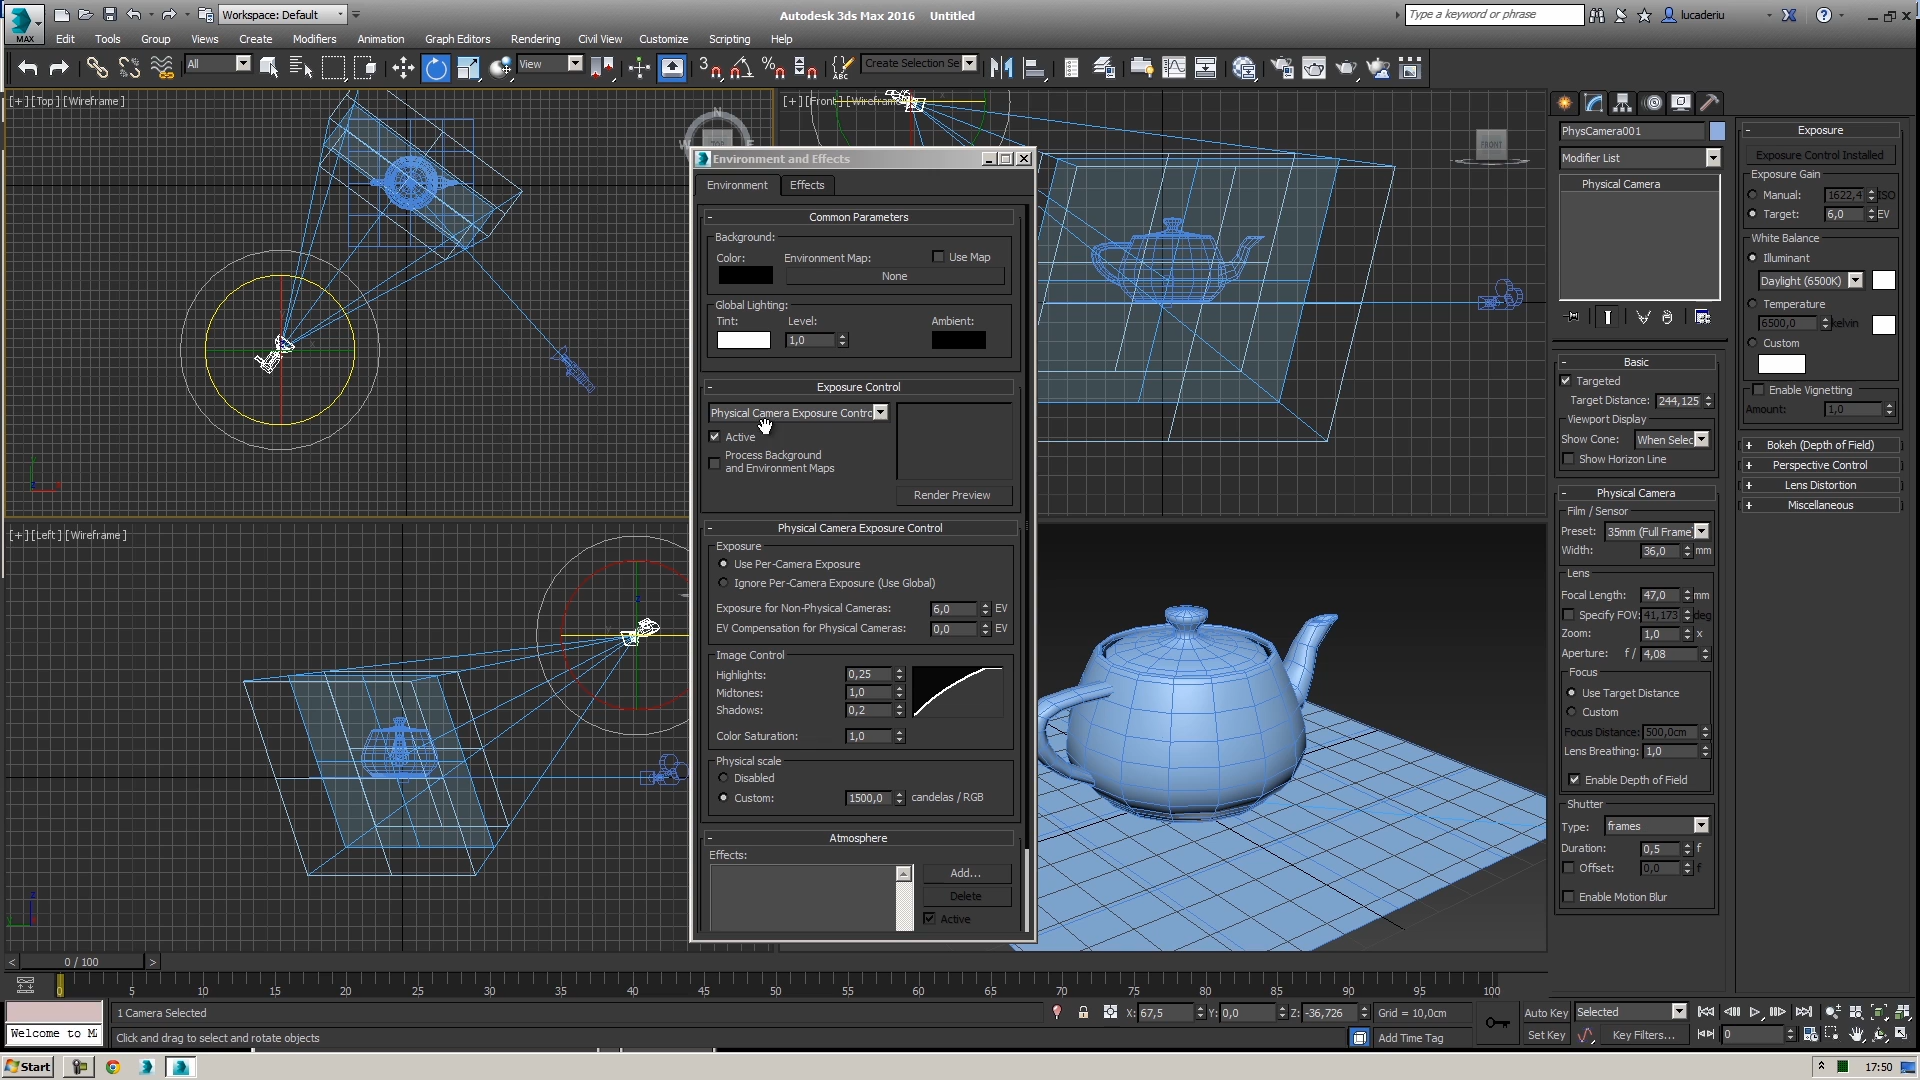 Workspace: Default
Autodesk 3ds Max 2016 Untitled
Type a keyword or phrase
lucaderiu
MAX
Edit Tools Group Views Create Modifiers Animation Graph Editors Rendering Civil View Customize Scripting Help
All
View
Create Selection Se
[+][Top][Wireframe]
[+][Front][Wireframe
[+][Left][Wireframe]
N
W
TOP
FRONT
Environment and Effects
Environment Effects
Common Parameters
Background:
Color: Environment Map: Use Map
None
Global Lighting:
Tint: Level: Ambient:
1,0
Exposure Control
Physical Camera Exposure Contro
Active
Process Background
and Environment Maps
Render Preview
Physical Camera Exposure Control
Exposure
Use Per-Camera Exposure
Ignore Per-Camera Exposure (Use Global)
Exposure for Non-Physical Cameras: 6,0 EV
EV Compensation for Physical Cameras: 0,0 EV
Image Control
Highlights: 0,25
Midtones: 1,0
Shadows: 0,2
Color Saturation: 1,0
Physical scale
Disabled
Custom: 1500,0 candelas / RGB
Atmosphere
Effects:
Add...
Delete
Active
PhysCamera001
Modifier List
Physical Camera
Basic
Targeted
Target Distance: 244,125
Viewport Display
Show Cone: When Selec
Show Horizon Line
Physical Camera
Film / Sensor
Preset: 35mm (Full Frame)
Width: 36,0 mm
Lens
Focal Length: 47,0 mm
Specify FOV: 41,173 deg
Zoom: 1,0 x
Aperture: f / 4,08
Focus
Use Target Distance
Custom
Focus Distance: 500,0cm
Lens Breathing: 1,0
Enable Depth of Field
Shutter
Type: frames
Duration: 0,5 f
Offset: 0,0 f
Enable Motion Blur
Exposure
Exposure Control Installed
Exposure Gain
Manual: 1622,4 ISO
Target: 6,0 EV
White Balance
Illuminant
Daylight (6500K)
Temperature
6500,0 kelvin
Custom
Enable Vignetting
Amount: 1,0
Bokeh (Depth of Field)
Perspective Control
Lens Distortion
Miscellaneous
0 / 100
0 5 10 15 20 25 30 35 40 45 50 55 60 65 70 75 80 85 90 95 100
1 Camera Selected
X: 67,5 Y: 0,0 Z: -36,726 Grid = 10,0cm
Auto Key Selected
Welcome to M
Click and drag to select and rotate objects
Add Time Tag
Set Key Key Filters...
0
Start
17:50